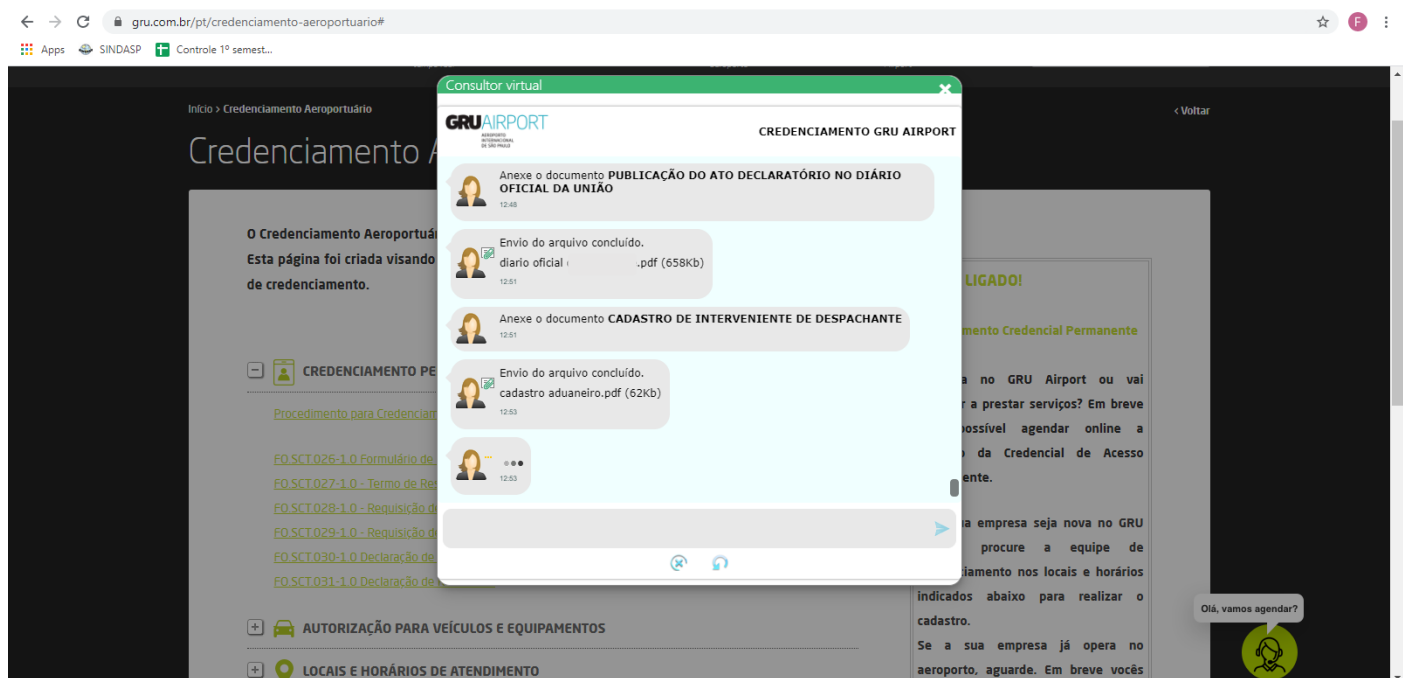 gru.com.br/pt/credenciamento-aeroportuario#
F
Apps
SINDASP
Controle 1º semest...
Consultor virtual
Início > Credenciamento Aeroportuário
< Voltar
GRUAIRPORT
AEROPORTO
INTERNACIONAL
DE SÃO PAULO
CREDENCIAMENTO GRU AIRPORT
Credenciamento A
Anexe o documento PUBLICAÇÃO DO ATO DECLARATÓRIO NO DIÁRIO
OFICIAL DA UNIÃO
12:48
Envio do arquivo concluído.
diario oficial .pdf (658Kb)
12:51
Anexe o documento CADASTRO DE INTERVENIENTE DE DESPACHANTE
12:51
Envio do arquivo concluído.
cadastro aduaneiro.pdf (62Kb)
12:53
12:53
O Credenciamento Aeroportuá
Esta página foi criada visando
de credenciamento.
CREDENCIAMENTO PE
Procedimento para Credencian
FO.SCT.026-1.0 Formulário de
FO.SCT.027-1.0 - Termo de Re
FO.SCT.028-1.0 - Requisição d
FO.SCT.029-1.0 - Requisição d
FO.SCT.030-1.0 Declaração de
FO.SCT.031-1.0 Declaração de
AUTORIZAÇÃO PARA VEÍCULOS E EQUIPAMENTOS
LOCAIS E HORÁRIOS DE ATENDIMENTO
LIGADO!
mento Credencial Permanente
a no GRU Airport ou vai
r a prestar serviços? Em breve
possível agendar online a
da Credencial de Acesso
ente.
a empresa seja nova no GRU
procure a equipe de
ciamento nos locais e horários
indicados abaixo para realizar o
cadastro.
Se a sua empresa já opera no
aeroporto, aguarde. Em breve vocês
Olá, vamos agendar?